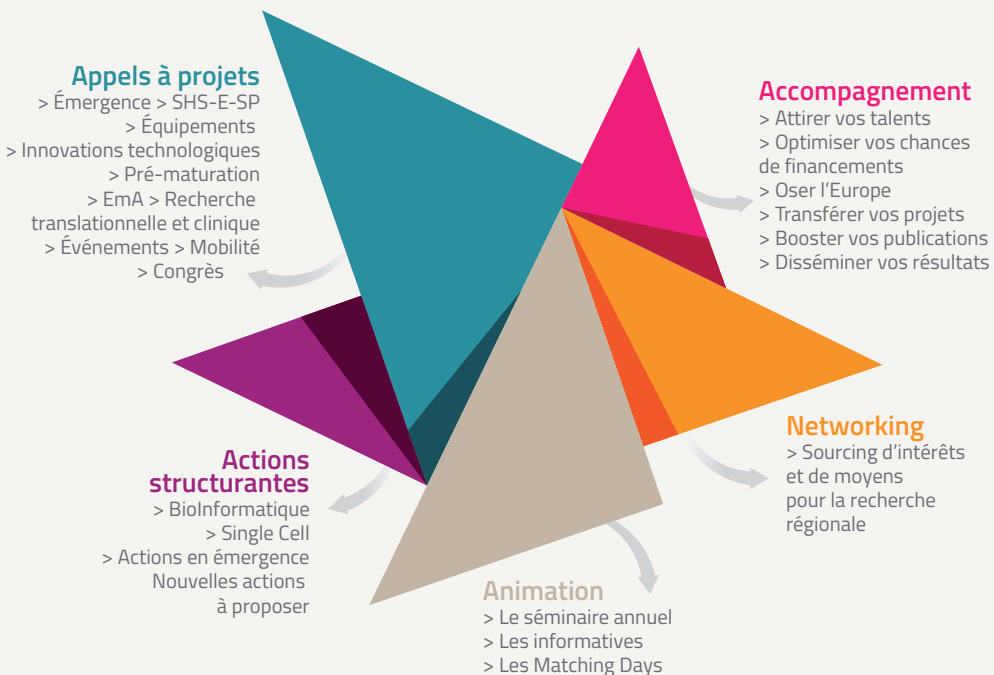 Appels à projets
> Émergence > SHS-E-SP
> Équipements
> Innovations technologiques
> Pré-maturation
> EmA > Recherche
translationnelle et clinique
> Événements > Mobilité
> Congrès
Accompagnement
> Attirer vos talents
> Optimiser vos chances
de financements
> Oser l'Europe
> Transférer vos projets
> Booster vos publications
> Disséminer vos résultats
Actions
structurantes
> BioInformatique
> Single Cell
> Actions en émergence
Nouvelles actions
à proposer
Networking
> Sourcing d'intérêts
et de moyens
pour la recherche
régionale
Animation
> Le séminaire annuel
> Les informatives
> Les Matching Days